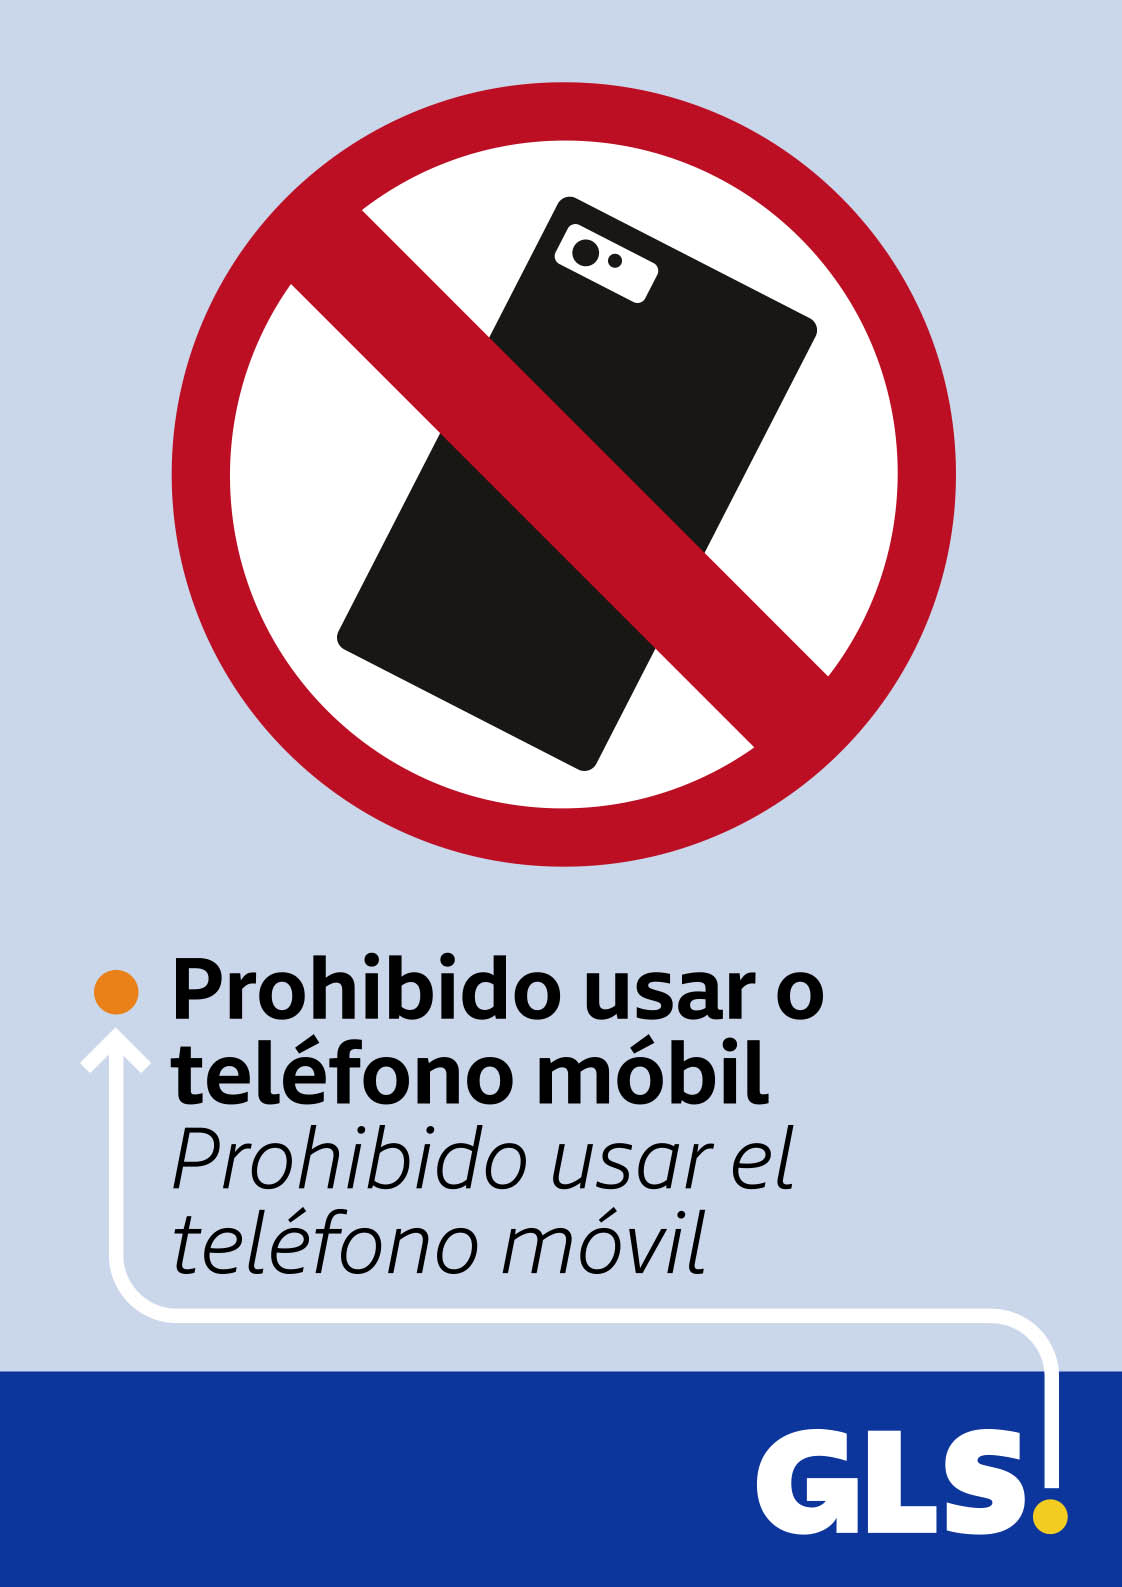 Prohibido usar o
teléfono móbil
Prohibido usar el
teléfono móvil
GLS.